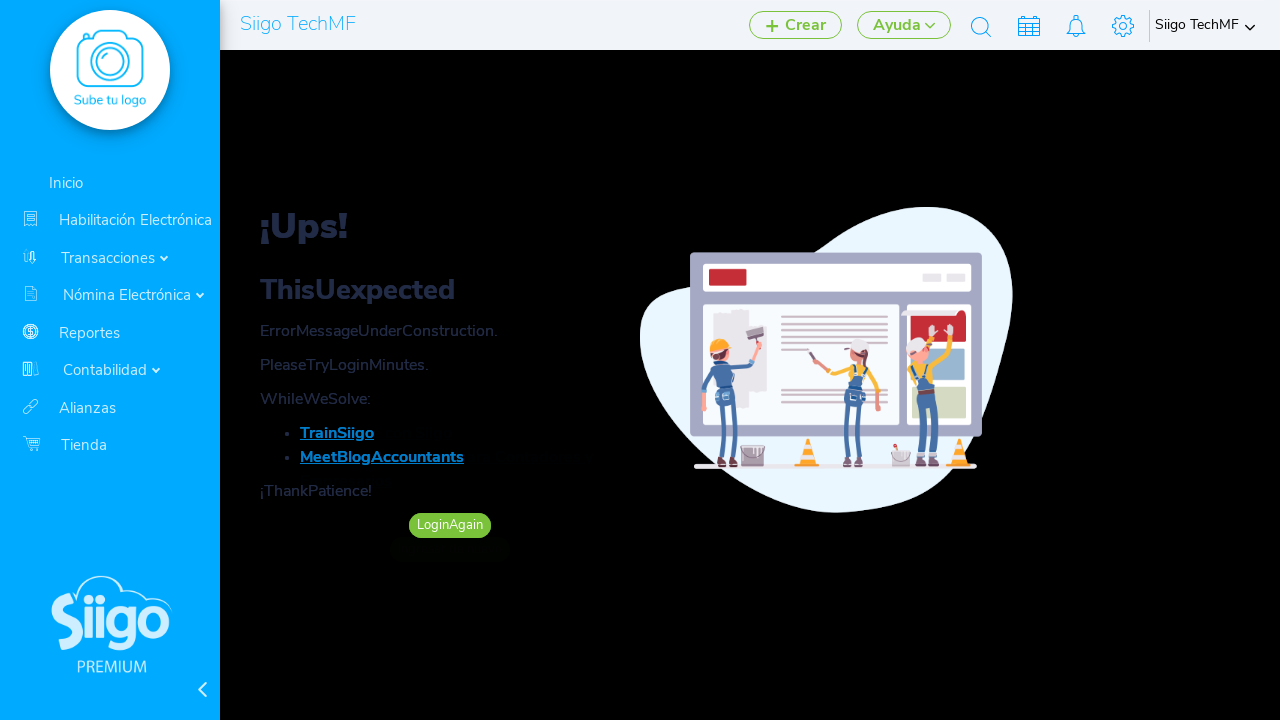 Siigo TechMF
Crear
Ayuda
Siigo TechMF
Sube tu logo
Inicio
Habilitación Electrónica
Transacciones
Nómina Electrónica
Reportes
Contabilidad
Alianzas
Tienda
Siigo
PREMIUM
¡Ups!
ThisUexpected
ErrorMessageUnderConstruction.
PleaseTryLoginMinutes.
WhileWeSolve:
TrainSiigo
MeetBlogAccountants
¡ThankPatience!
LoginAgain